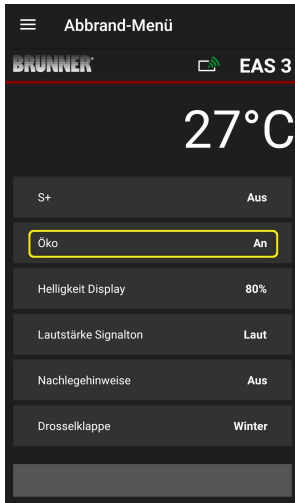 Abbrand-Menü
BRUNNER EAS 3
27°C
S+ Aus
Öko An
Helligkeit Display 80%
Lautstärke Signalton Laut
Nachlegehinweise Aus
Drosselklappe Winter